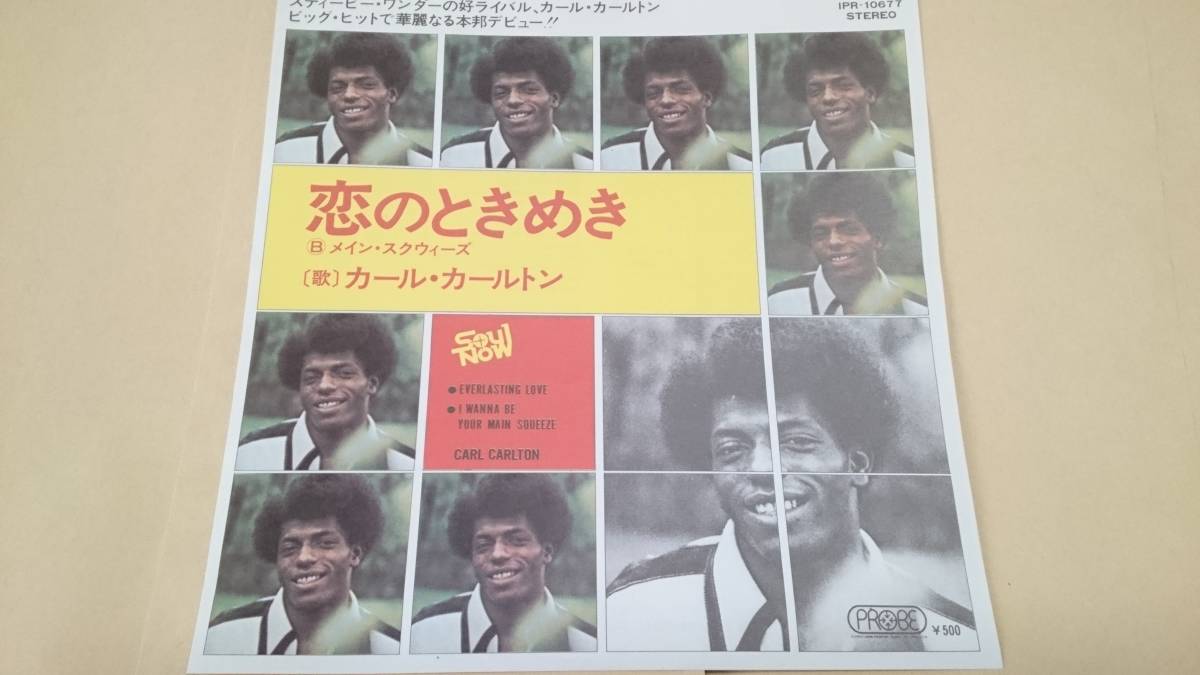 スティービー・ワンダーの好ライバル、カール・カールトン
ビッグ・ヒットで華麗なる本邦デビュー!!
IPR-10677
STEREO
恋のときめき
Ⓑメイン・スクウィーズ
〔歌〕カール・カールトン
SOUL NOW
●EVERLASTING LOVE
●I WANNA BE
YOUR MAIN SQUEEZE
CARL CARLTON
PROBE
¥500